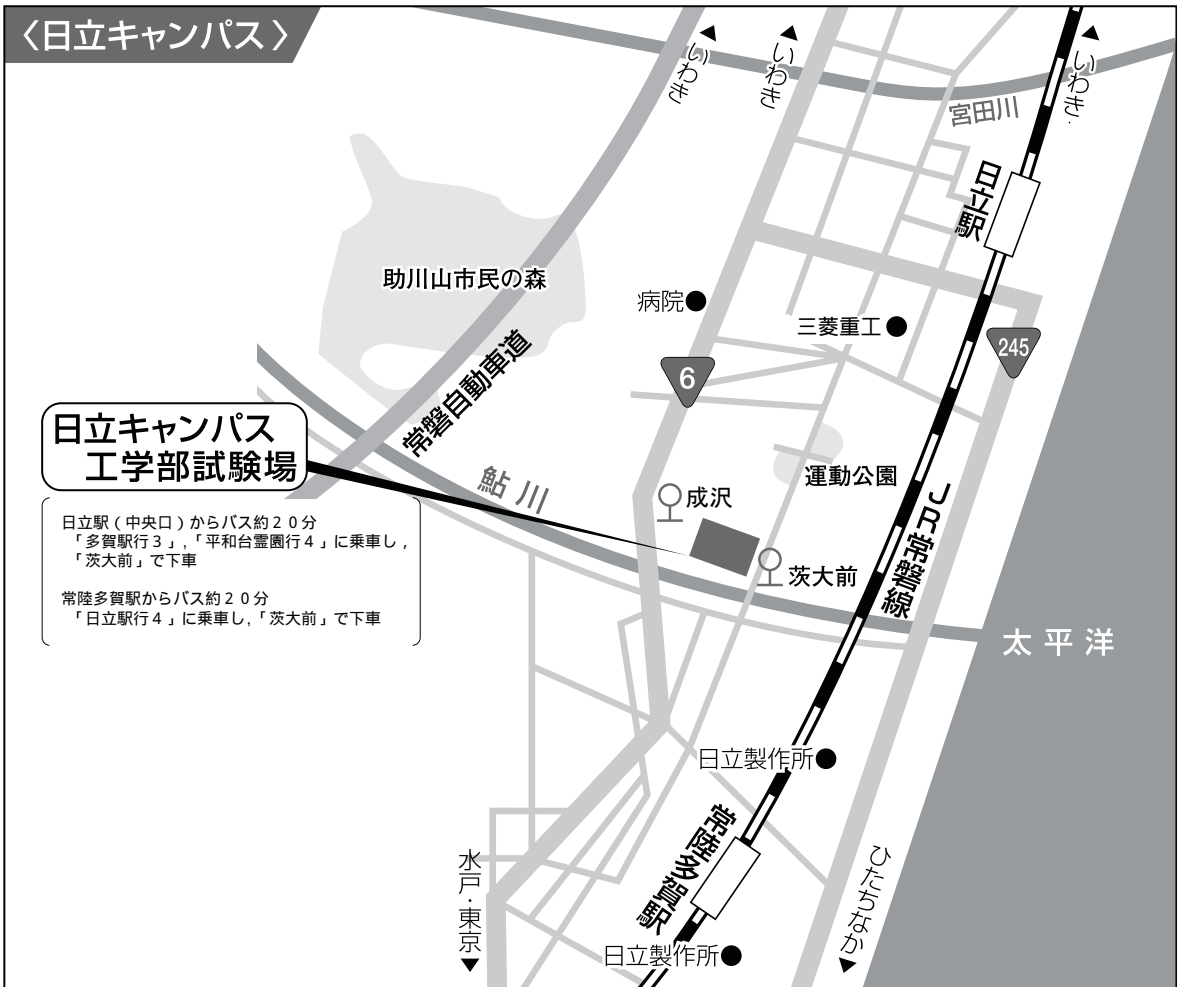 〈日立キャンパス〉
▲いわき
▲いわき
▲いわき
宮田川
日立駅
助川山市民の森
病院●
三菱重工●
245
6
常磐自動車道
日立キャンパス
工学部試験場
鮎川
成沢
運動公園
JR常磐線
日立駅(中央口)からバス約20分
「多賀駅行3」,「平和台霊園行4」に乗車し,
「茨大前」で下車
常陸多賀駅からバス約20分
「日立駅行4」に乗車し,「茨大前」で下車
茨大前
太平洋
日立製作所●
常陸多賀駅
水戸・東京▼
ひたちなか▼
日立製作所●